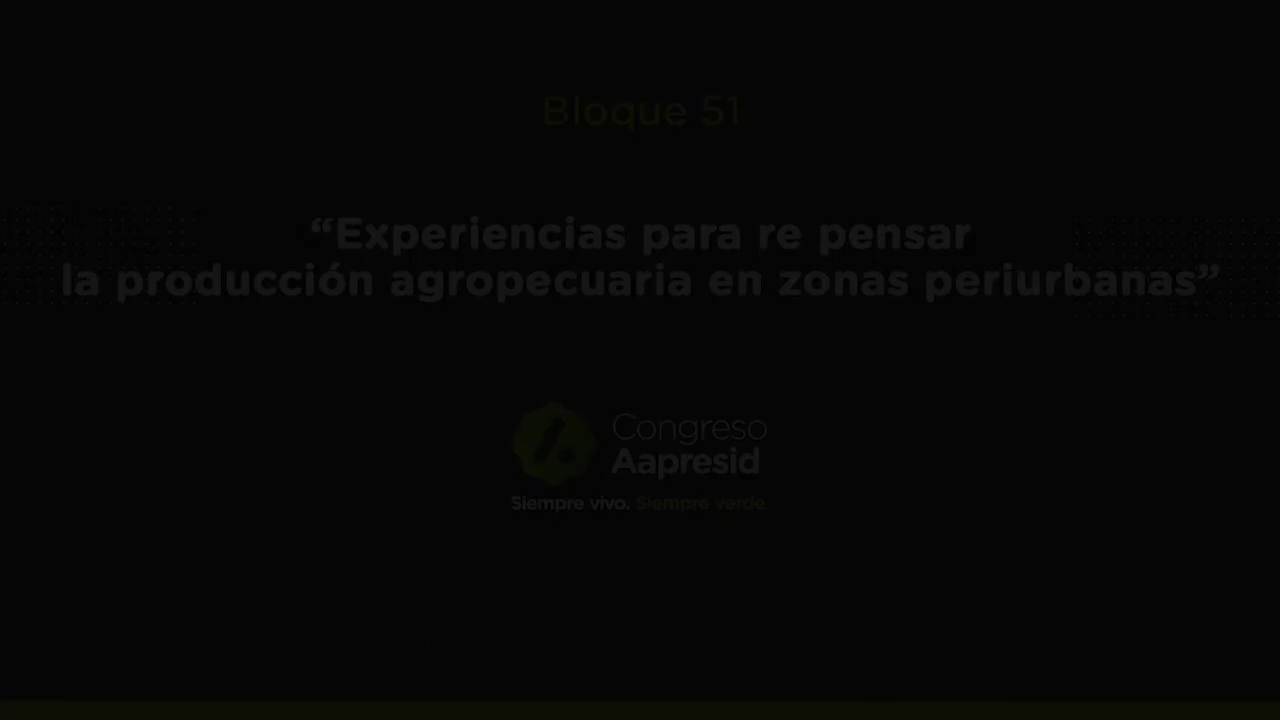 Bloque 51
“Experiencias para re pensar
la producción agropecuaria en zonas periurbanas”
Congreso
Aapresid
Siempre vivo. Siempre verde.